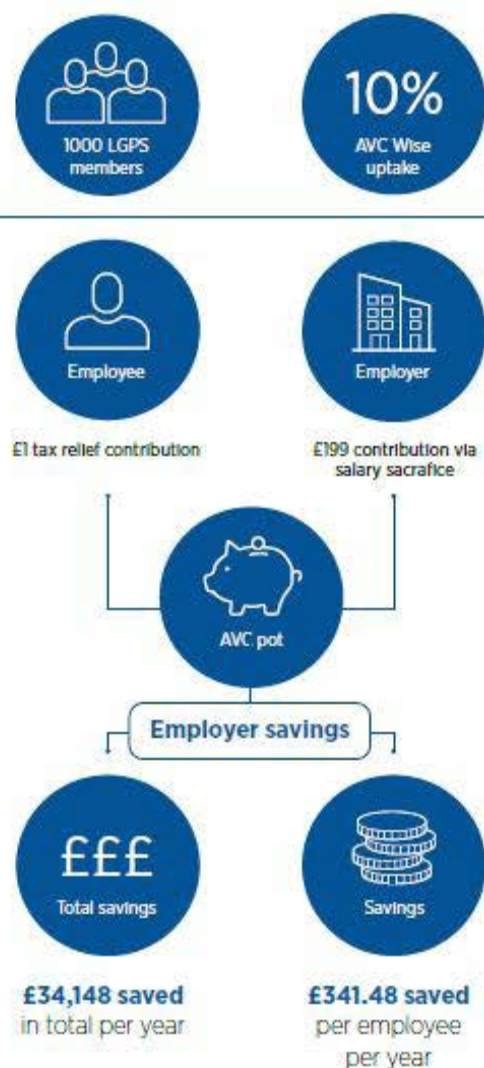 1000 LGPS
members
10%
AVC Wise
uptake
Employee
Employer
£1 tax relief contribution
£199 contribution via
salary sacrafice
AVC pot
Employer savings
£££
Total savings
Savings
£34,148 saved
in total per year
£341.48 saved
per employee
per year